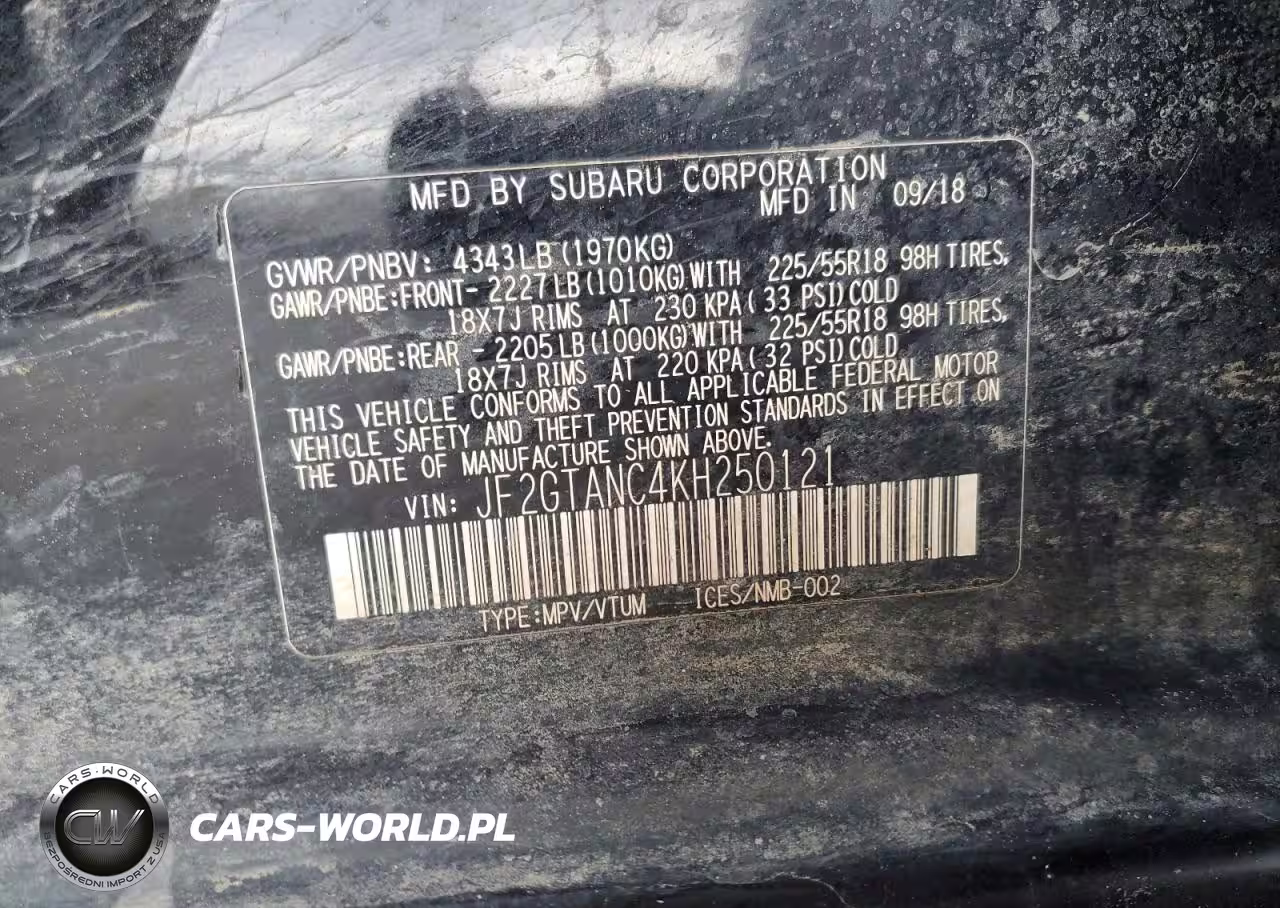 MFD BY SUBARU CORPORATION
MFD IN 09/18
GVWR/PNBV: 4343LB (1970KG)
GAWR/PNBE:FRONT- 2227LB(1010KG)WITH 225/55R18 98H TIRES,
18X7J RIMS AT 230 KPA( 33 PSI)COLD
GAWR/PNBE:REAR - 2205LB(1000KG)WITH 225/55R18 98H TIRES,
18X7J RIMS AT 220 KPA( 32 PSI)COLD
THIS VEHICLE CONFORMS TO ALL APPLICABLE FEDERAL MOTOR
VEHICLE SAFETY AND THEFT PREVENTION STANDARDS IN EFFECT ON
THE DATE OF MANUFACTURE SHOWN ABOVE.
VIN: JF2GTANC4KH250121
TYPE:MPV/VTUM ICES/NMB-002
CARS-WORLD
CW
BEZPOŚREDNI IMPORT Z USA
CARS-WORLD.PL